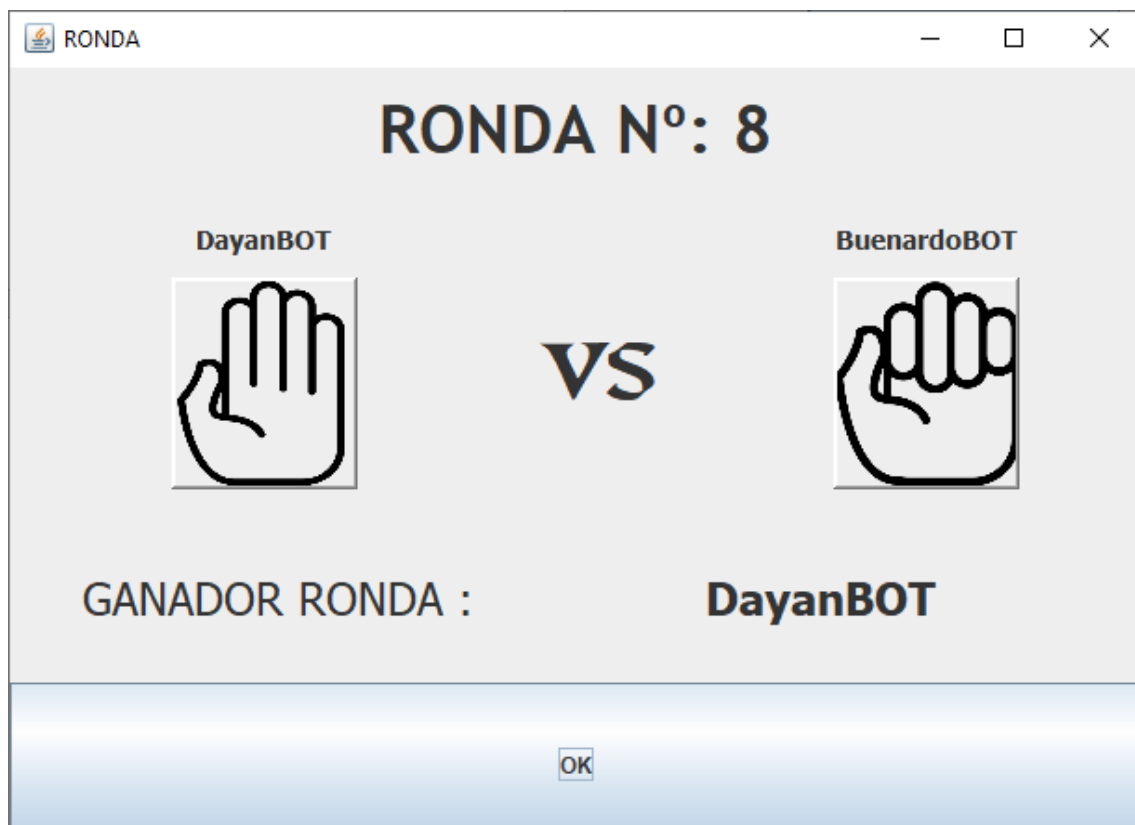 RONDA
RONDA Nº: 8
DayanBOT
BuenardoBOT
VS
GANADOR RONDA : DayanBOT
OK